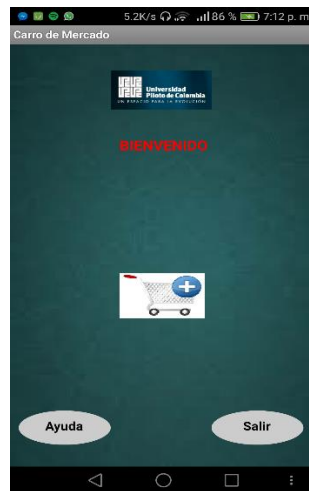 5.2K/s 86 % 7:12 p. m
Carro de Mercado
Universidad
Piloto de Colombia
UN ESPACIO PARA LA EVOLUCIÓN
BIENVENIDO
Ayuda
Salir